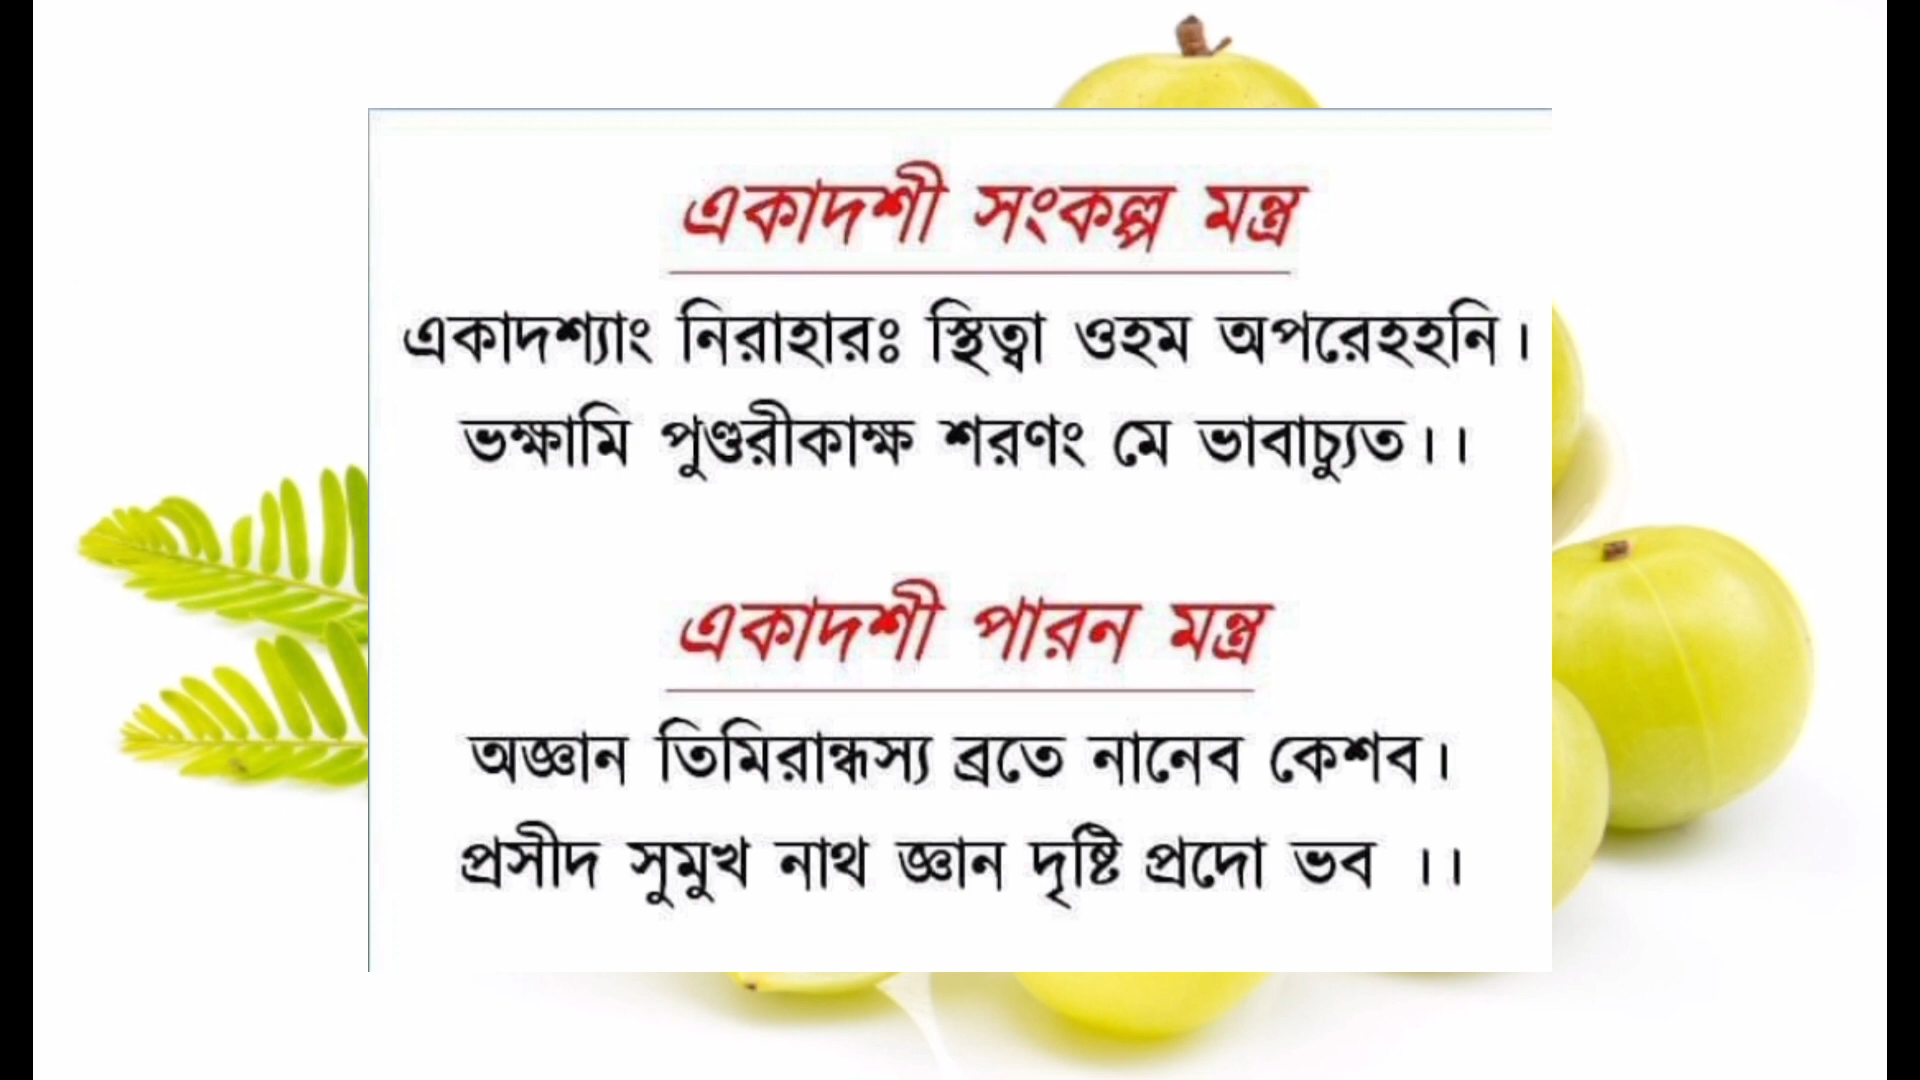 একাদশী সংকল্প মন্ত্র
একাদশ্যাং নিরাহারঃ স্থিত্বা ওহম অপরেহহনি।
ভক্ষামি পুণ্ডরীকাক্ষ শরণং মে ভাবাচ্যুত।।
একাদশী পারন মন্ত্র
অজ্ঞান তিমিরান্ধস্য ব্রতে নানেব কেশব।
প্রসীদ সুমুখ নাথ জ্ঞান দৃষ্টি প্রদো ভব ।।